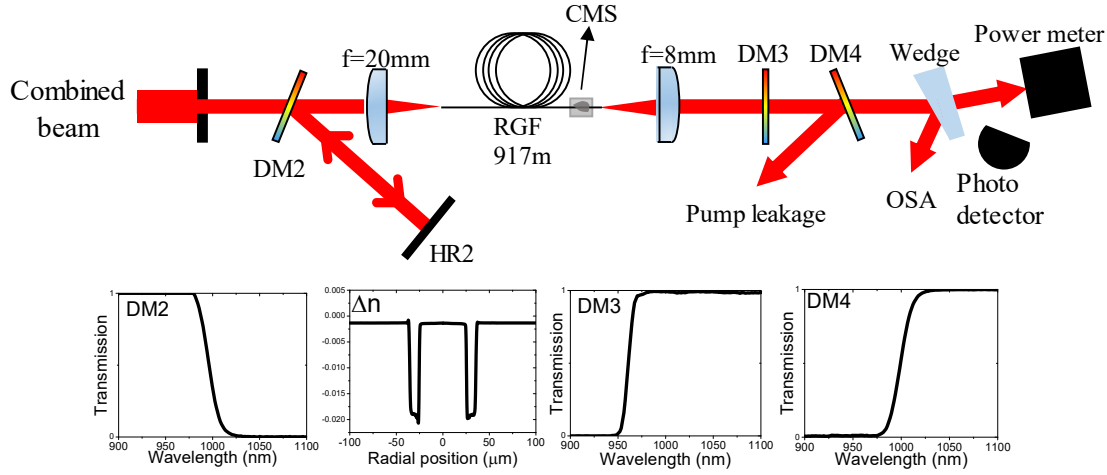 CMS
f=20mm
f=8mm
DM3
DM4
Wedge
Power meter
Combined
beam
DM2
HR2
RGF
917m
Pump leakage
OSA
Photo
detector
DM2
Transmission
1
0
900 950 1000 1050 1100
Wavelength (nm)
Δn
0.005
0.000
-0.005
-0.010
-0.015
-0.020
-100 -50 0 50 100
Radial position (μm)
DM3
Transmission
1
0
900 950 1000 1050 1100
Wavelength (nm)
DM4
Transmission
1
0
900 950 1000 1050 1100
Wavelength (nm)